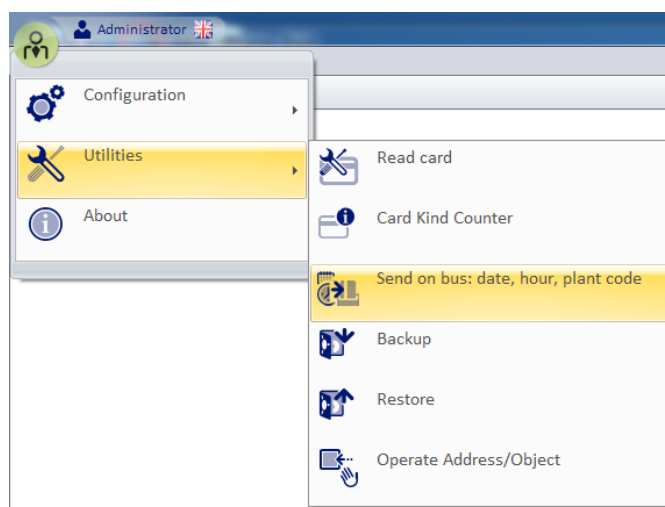 Administrator
Configuration
Utilities
About
Read card
Card Kind Counter
Send on bus: date, hour, plant code
Backup
Restore
Operate Address/Object